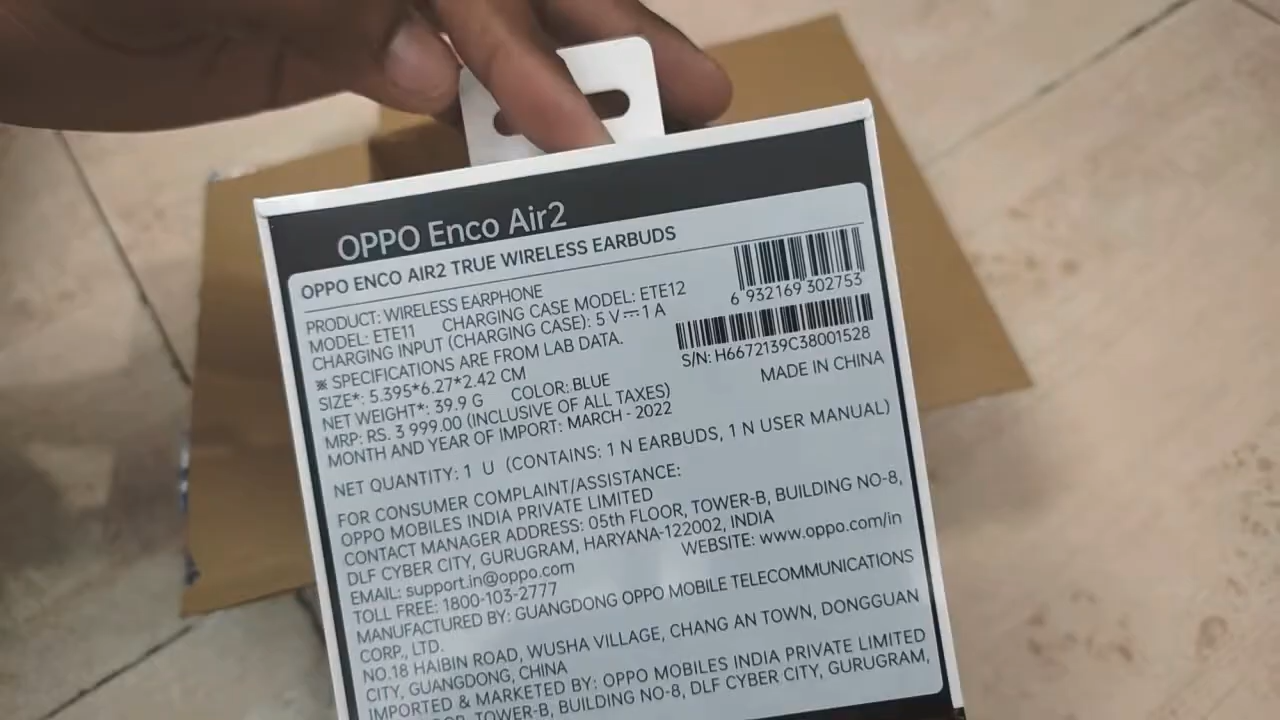 OPPO Enco Air2
OPPO ENCO AIR2 TRUE WIRELESS EARBUDS
PRODUCT: WIRELESS EARPHONE
MODEL: ETE11 CHARGING CASE MODEL: ETE12
CHARGING INPUT (CHARGING CASE): 5 V⎓1 A
※ SPECIFICATIONS ARE FROM LAB DATA.
SIZE*: 5.395*6.27*2.42 CM
NET WEIGHT*: 39.9 G COLOR: BLUE
MRP: RS. 3 999.00 (INCLUSIVE OF ALL TAXES)
MONTH AND YEAR OF IMPORT: MARCH - 2022
6 932169 302753
S/N: H6672139C38001528
MADE IN CHINA
NET QUANTITY: 1 U (CONTAINS: 1 N EARBUDS, 1 N USER MANUAL)
FOR CONSUMER COMPLAINT/ASSISTANCE:
OPPO MOBILES INDIA PRIVATE LIMITED
CONTACT MANAGER ADDRESS: 05th FLOOR, TOWER-B, BUILDING NO-8,
DLF CYBER CITY, GURUGRAM, HARYANA-122002, INDIA
EMAIL: support.in@oppo.com WEBSITE: www.oppo.com/in
TOLL FREE: 1800-103-2777
MANUFACTURED BY: GUANGDONG OPPO MOBILE TELECOMMUNICATIONS
CORP., LTD.
NO.18 HAIBIN ROAD, WUSHA VILLAGE, CHANG AN TOWN, DONGGUAN
CITY, GUANGDONG, CHINA
IMPORTED & MARKETED BY: OPPO MOBILES INDIA PRIVATE LIMITED
TOWER-B, BUILDING NO-8, DLF CYBER CITY, GURUGRAM,